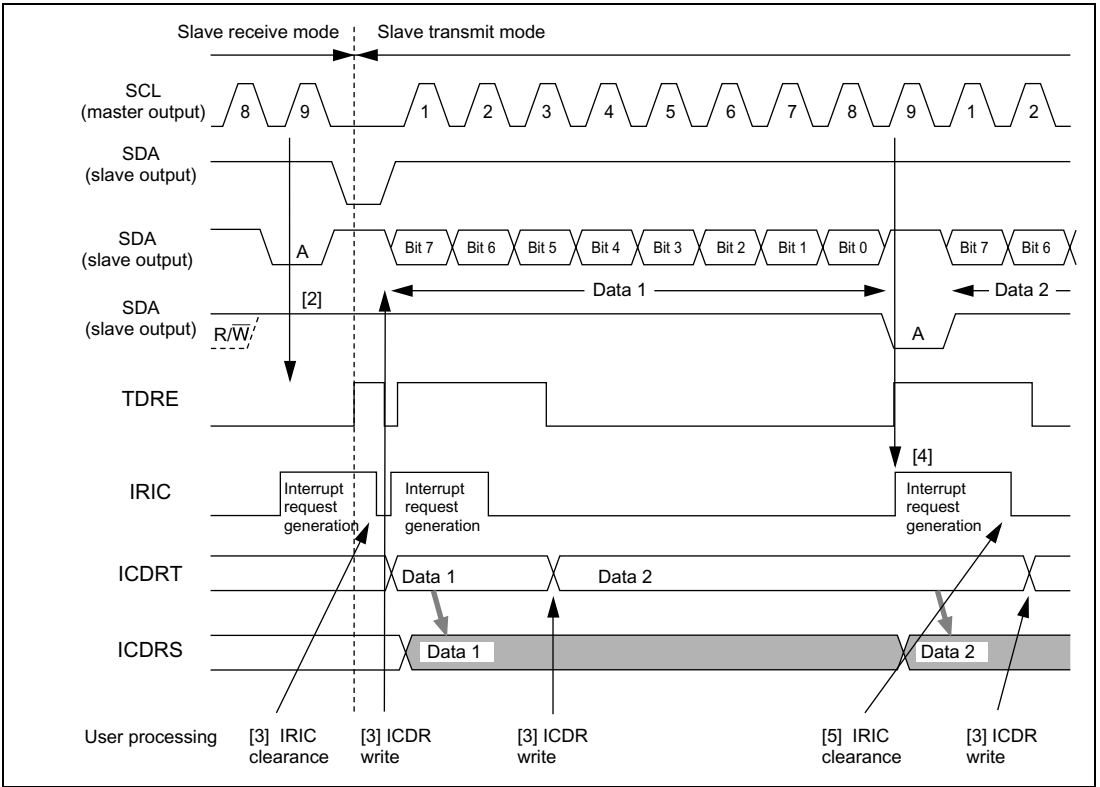 Slave receive mode Slave transmit mode
SCL
(master output)
8 9 1 2 3 4 5 6 7 8 9 1 2
SDA
(slave output)
SDA
(slave output)
A Bit 7 Bit 6 Bit 5 Bit 4 Bit 3 Bit 2 Bit 1 Bit 0 Bit 7 Bit 6
[2] Data 1 Data 2
SDA
(slave output)
R/W̅ A
TDRE
[4]
IRIC
Interrupt
request
generation
Interrupt
request
generation
Interrupt
request
generation
ICDRT
Data 1 Data 2
ICDRS
Data 1 Data 2
User processing
[3] IRIC
clearance
[3] ICDR
write
[3] ICDR
write
[5] IRIC
clearance
[3] ICDR
write